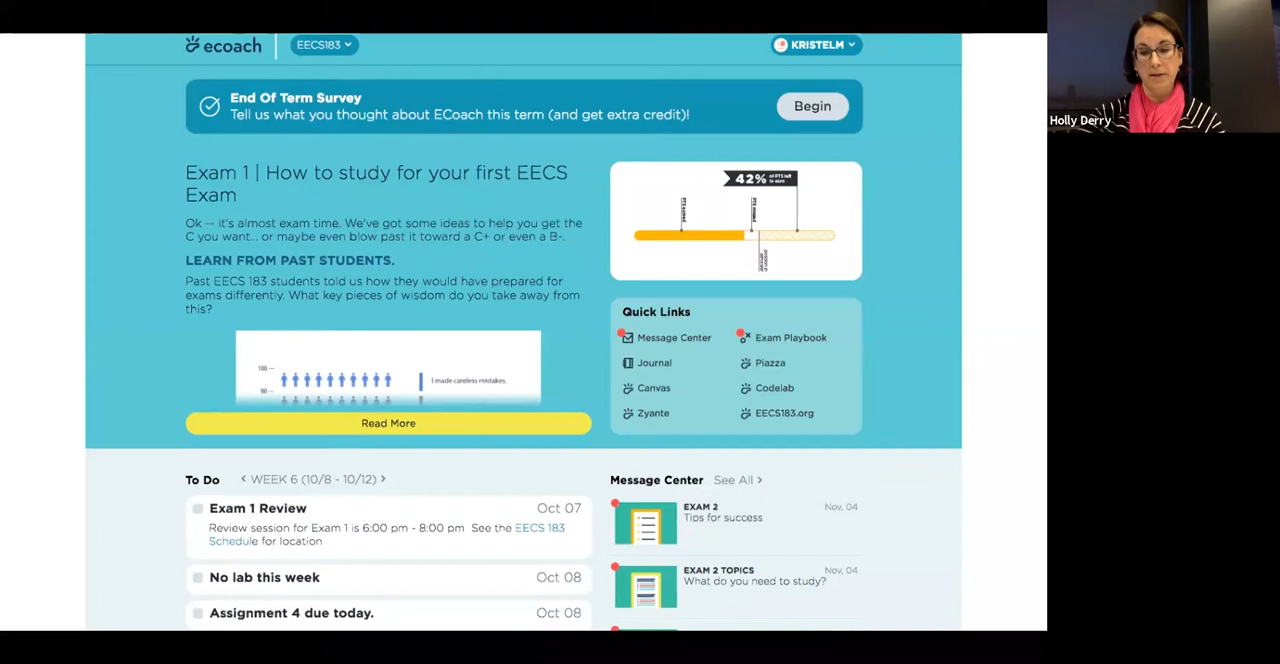 ecoach
EECS183
KRISTELM
Holly Derry
End Of Term Survey
Tell us what you thought about ECoach this term (and get extra credit)!
Begin
Exam 1 | How to study for your first EECS
Exam
Ok -- it's almost exam time. We've got some ideas to help you get the
C you want... or maybe even blow past it toward a C+ or even a B-.
LEARN FROM PAST STUDENTS.
Past EECS 183 students told us how they would have prepared for
exams differently. What key pieces of wisdom do you take away from
this?
100
I made careless mistakes.
90
Read More
42% of PTS left
to earn
Quick Links
Message Center
Exam Playbook
Journal
Piazza
Canvas
Codelab
Zyante
EECS183.org
To Do
< WEEK 6 (10/8 - 10/12) >
Exam 1 Review
Oct 07
Review session for Exam 1 is 6:00 pm - 8:00 pm See the EECS 183
Schedule for location
No lab this week
Oct 08
Assignment 4 due today.
Oct 08
Message Center
See All >
EXAM 2
Nov, 04
Tips for success
EXAM 2 TOPICS
Nov, 04
What do you need to study?